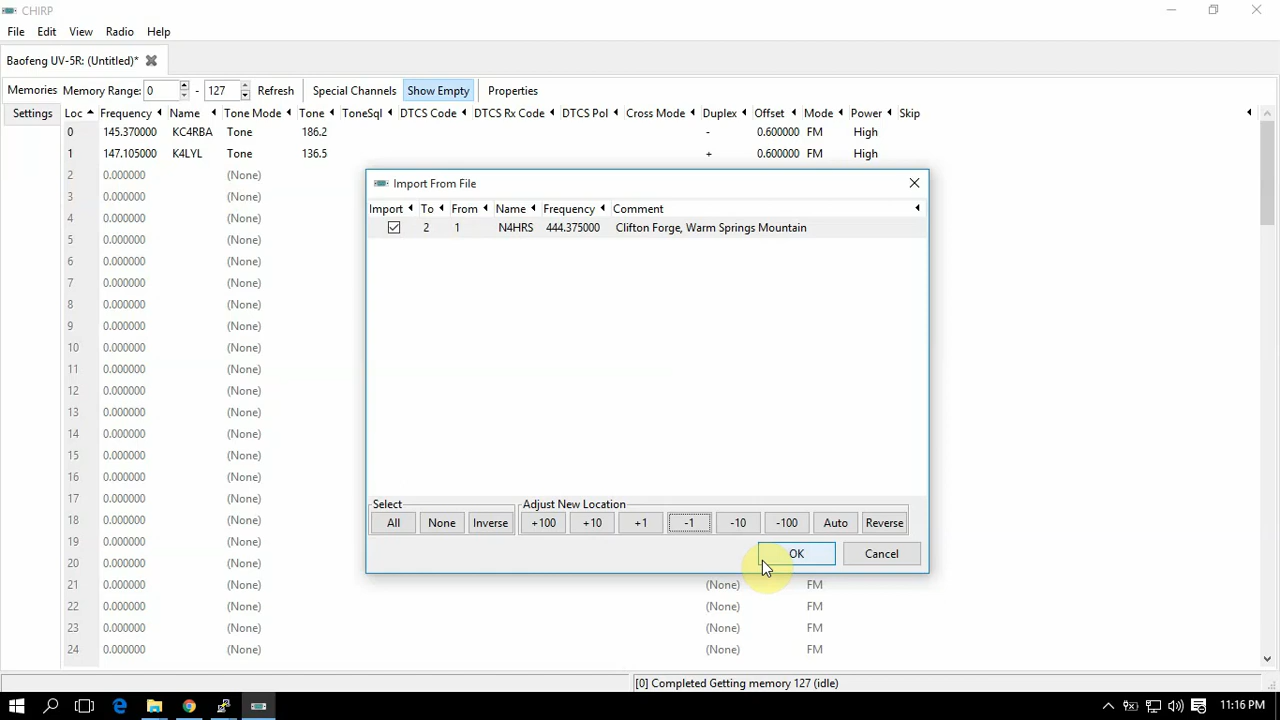 CHIRP
File Edit View Radio Help
Baofeng UV-5R: (Untitled)*
Memories Memory Range: 0 - 127 Refresh Special Channels Show Empty Properties
Settings Loc Frequency Name Tone Mode Tone ToneSql DTCS Code DTCS Rx Code DTCS Pol Cross Mode Duplex Offset Mode Power Skip
0 145.370000 KC4RBA Tone 186.2 - 0.600000 FM High
1 147.105000 K4LYL Tone 136.5 + 0.600000 FM High
2 0.000000 (None)
3 0.000000 (None)
4 0.000000 (None)
5 0.000000 (None)
6 0.000000 (None)
7 0.000000 (None)
8 0.000000 (None)
9 0.000000 (None)
10 0.000000 (None)
11 0.000000 (None)
12 0.000000 (None)
13 0.000000 (None)
14 0.000000 (None)
15 0.000000 (None)
16 0.000000 (None)
17 0.000000 (None)
18 0.000000 (None)
19 0.000000 (None)
20 0.000000 (None)
21 0.000000 (None) (None) FM
22 0.000000 (None) (None) FM
23 0.000000 (None) (None) FM
24 0.000000 (None) (None) FM
Import From File
Import To From Name Frequency Comment
2 1 N4HRS 444.375000 Clifton Forge, Warm Springs Mountain
Select Adjust New Location
All None Inverse +100 +10 +1 -1 -10 -100 Auto Reverse
OK Cancel
[0] Completed Getting memory 127 (idle)
11:16 PM